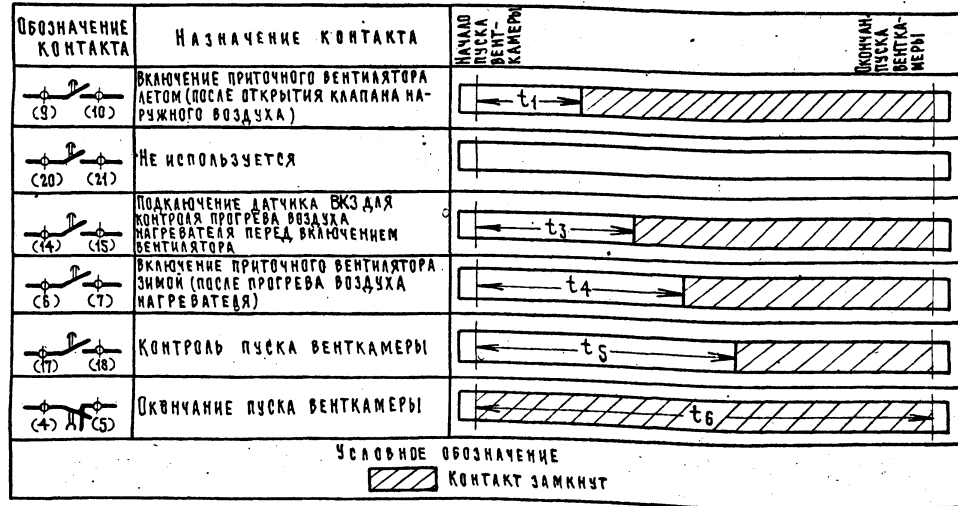 ОБОЗНАЧЕНИЕ
КОНТАКТА
НАЗНАЧЕНИЕ КОНТАКТА
НАЧАЛО
ПУСКА
ВЕНТ-
КАМЕРЫ
ОКОНЧАН.
ПУСКА
ВЕНТКА-
МЕРЫ
(9) (10)
ВКЛЮЧЕНИЕ ПРИТОЧНОГО ВЕНТИЛЯТОРА
ЛЕТОМ (ПОСЛЕ ОТКРЫТИЯ КЛАПАНА НА-
РУЖНОГО ВОЗДУХА)
t1
(20) (21)
НЕ ИСПОЛЬЗУЕТСЯ
(14) (15)
ПОДКЛЮЧЕНИЕ ДАТЧИКА ВК3 ДЛЯ
КОНТРОЛЯ ПРОГРЕВА ВОЗДУХА
НАГРЕВАТЕЛЯ ПЕРЕД ВКЛЮЧЕНИЕМ
ВЕНТИЛЯТОРА
t3
(6) (7)
ВКЛЮЧЕНИЕ ПРИТОЧНОГО ВЕНТИЛЯТОРА
ЗИМОЙ (ПОСЛЕ ПРОГРЕВА ВОЗДУХА
НАГРЕВАТЕЛЯ)
t4
(17) (18)
КОНТРОЛЬ ПУСКА ВЕНТКАМЕРЫ
t5
(4) (5)
ОКОНЧАНИЕ ПУСКА ВЕНТКАМЕРЫ
t6
УСЛОВНОЕ ОБОЗНАЧЕНИЕ
КОНТАКТ ЗАМКНУТ